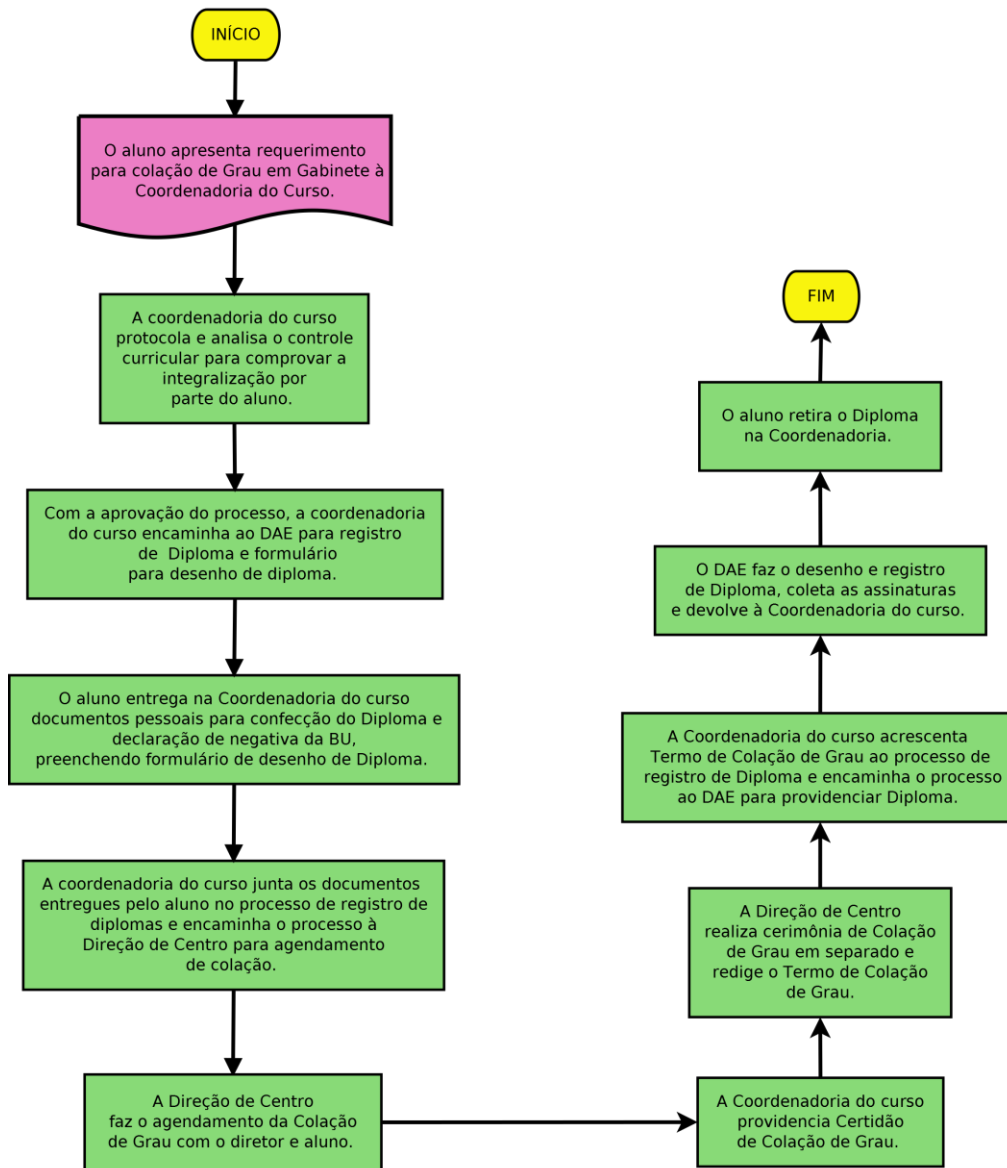 INÍCIO
O aluno apresenta requerimento
para colação de Grau em Gabinete à
Coordenadoria do Curso.
A coordenadoria do curso
protocola e analisa o controle
curricular para comprovar a
integralização por
parte do aluno.
Com a aprovação do processo, a coordenadoria
do curso encaminha ao DAE para registro
de Diploma e formulário
para desenho de diploma.
O aluno entrega na Coordenadoria do curso
documentos pessoais para confecção do Diploma e
declaração de negativa da BU,
preenchendo formulário de desenho de Diploma.
A coordenadoria do curso junta os documentos
entregues pelo aluno no processo de registro de
diplomas e encaminha o processo à
Direção de Centro para agendamento
de colação.
A Direção de Centro
faz o agendamento da Colação
de Grau com o diretor e aluno.
A Coordenadoria do curso
providencia Certidão
de Colação de Grau.
A Direção de Centro
realiza cerimônia de Colação
de Grau em separado e
redige o Termo de Colação
de Grau.
A Coordenadoria do curso acrescenta
Termo de Colação de Grau ao processo de
registro de Diploma e encaminha o processo
ao DAE para providenciar Diploma.
O DAE faz o desenho e registro
de Diploma, coleta as assinaturas
e devolve à Coordenadoria do curso.
O aluno retira o Diploma
na Coordenadoria.
FIM